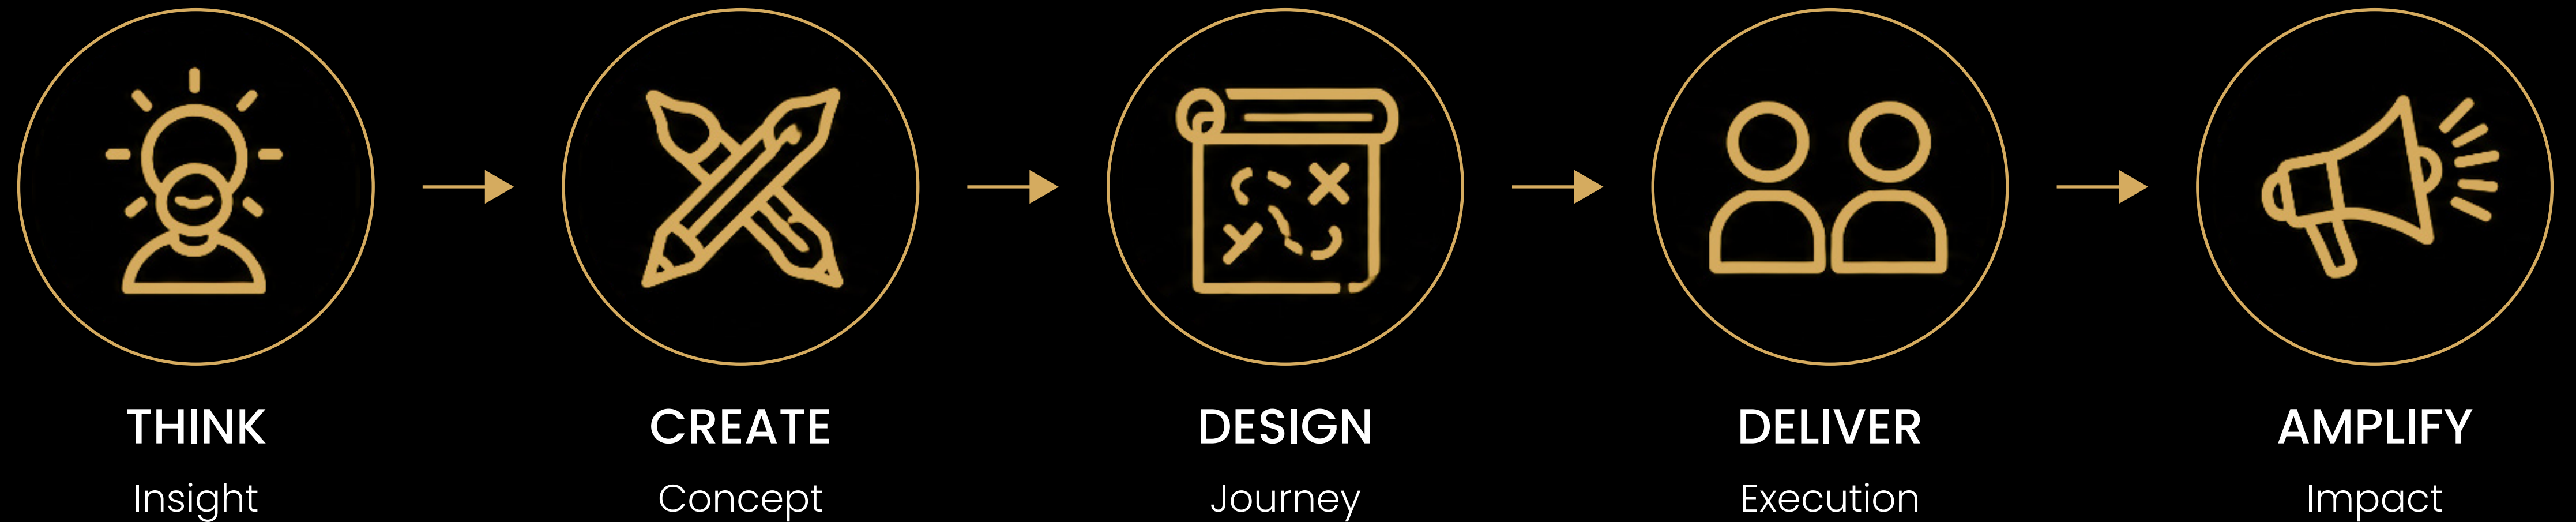 THINK
Insight
CREATE
Concept
DESIGN
Journey
DELIVER
Execution
AMPLIFY
Impact